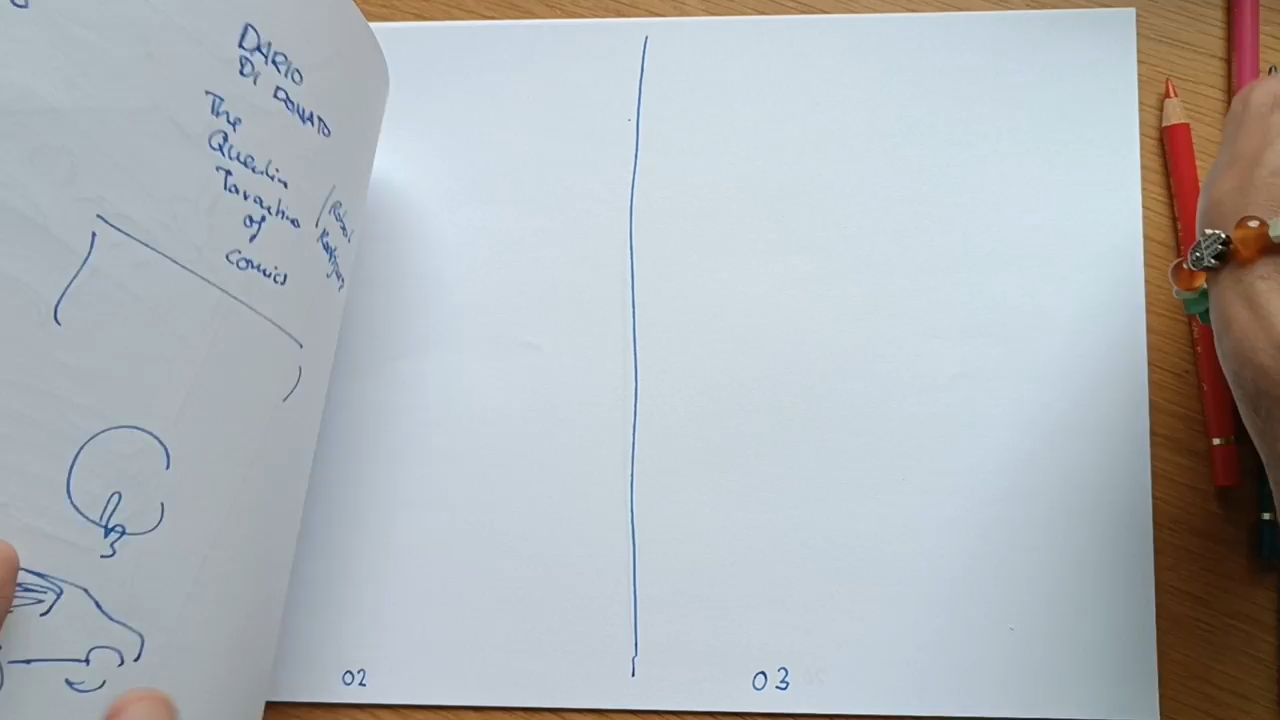 DARIO
DI DONATO
The
Quentin
Tarantino
of
comics
02
03